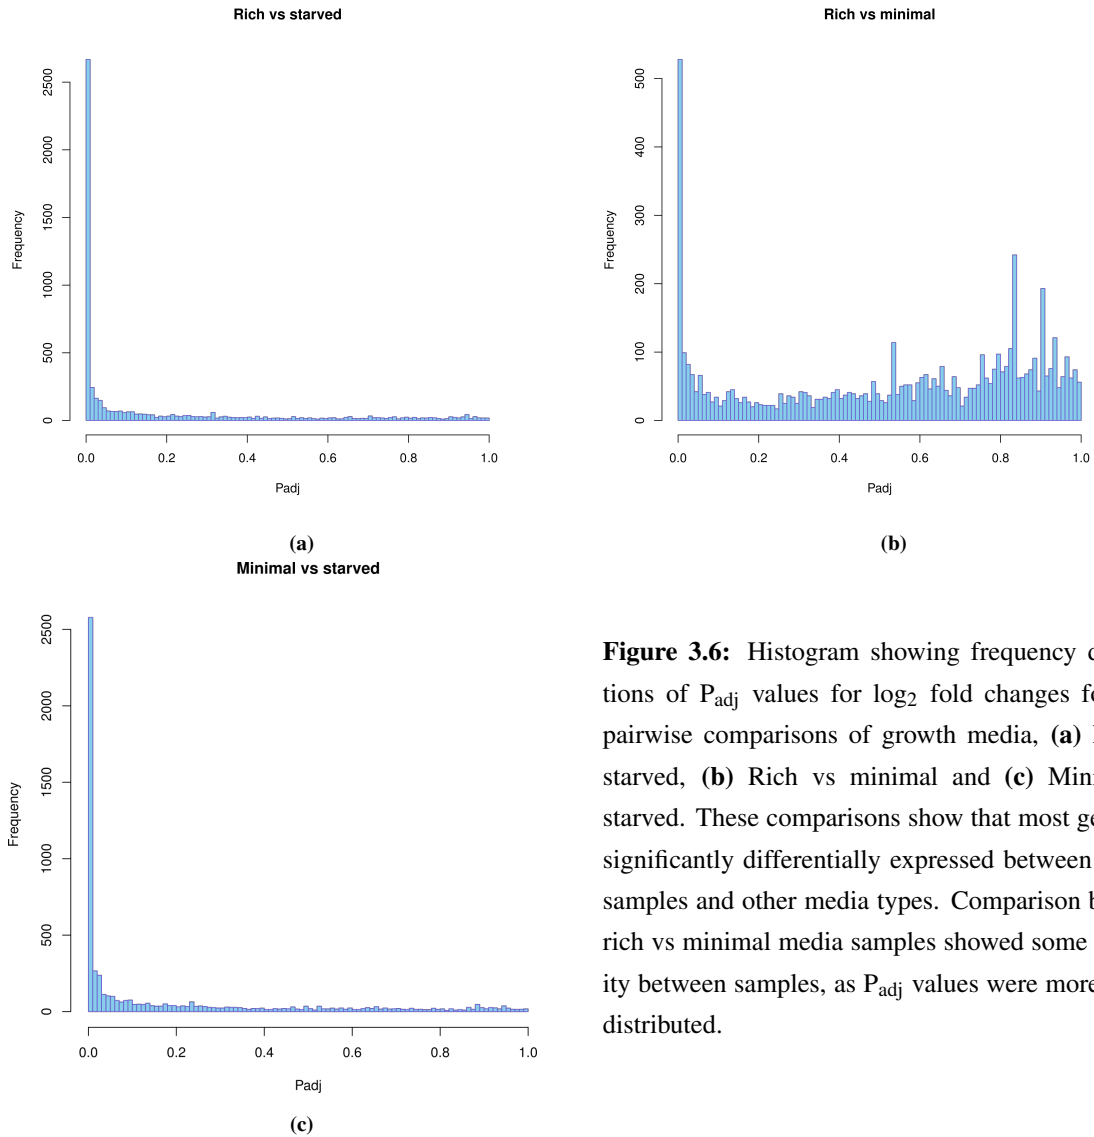 Rich vs starved
Frequency
0
500
1000
1500
2000
2500
0.0 0.2 0.4 0.6 0.8 1.0
Padj
(a)
Rich vs minimal
Frequency
0
100
200
300
400
500
0.0 0.2 0.4 0.6 0.8 1.0
Padj
(b)
Minimal vs starved
Frequency
0
500
1000
1500
2000
2500
0.0 0.2 0.4 0.6 0.8 1.0
Padj
(c)
Figure 3.6: Histogram showing frequency
tions of Padj values for log2 fold changes
pairwise comparisons of growth media, (a)
starved, (b) Rich vs minimal and (c)
starved. These comparisons show that most
significantly differentially expressed between
samples and other media types. Comparison
rich vs minimal media samples showed some
ity between samples, as Padj values were more
distributed.